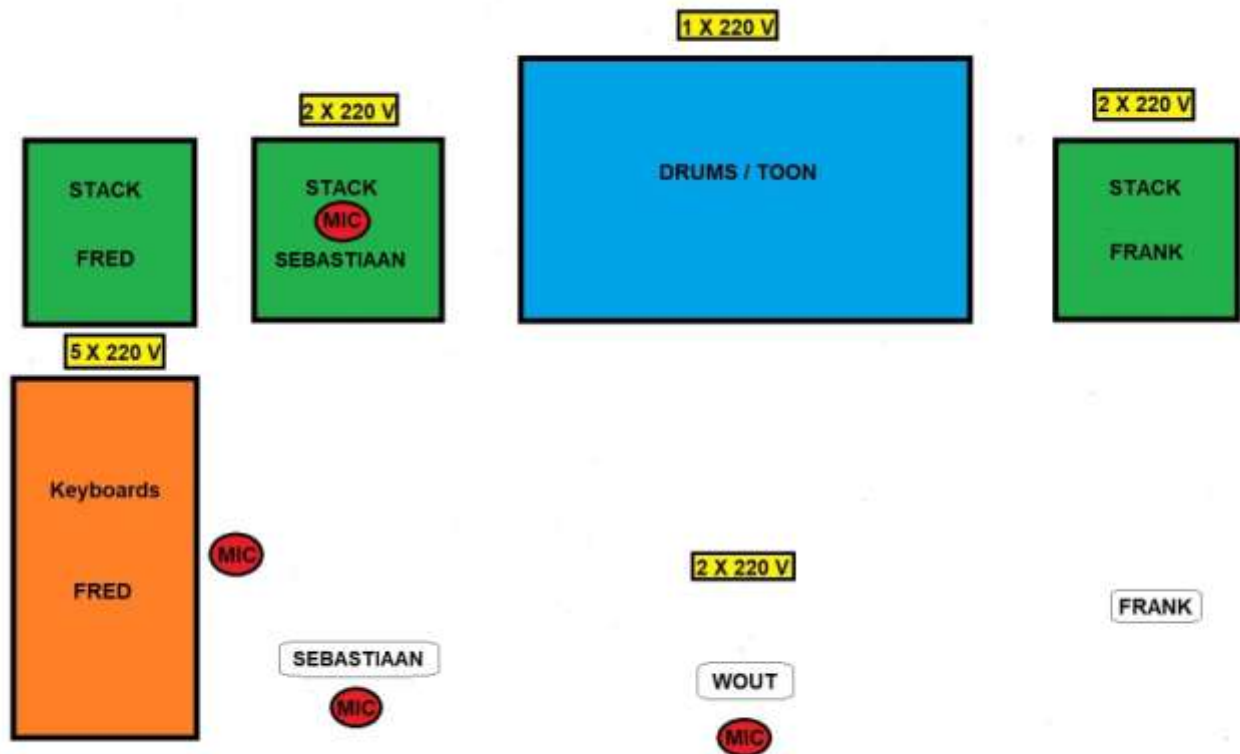 1 X 220 V
2 X 220 V
2 X 220 V
STACK
FRED
STACK
MIC
SEBASTIAAN
DRUMS / TOON
STACK
FRANK
5 X 220 V
Keyboards
FRED
MIC
2 X 220 V
FRANK
SEBASTIAAN
MIC
WOUT
MIC